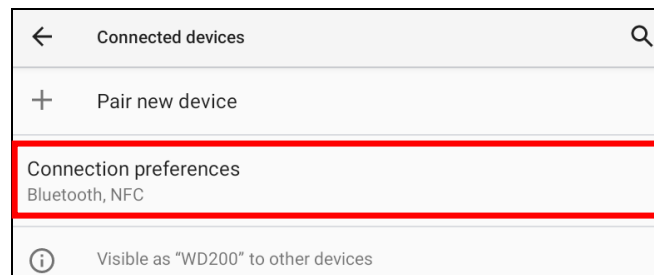 Connected devices
Pair new device
Connection preferences
Bluetooth, NFC
Visible as "WD200" to other devices